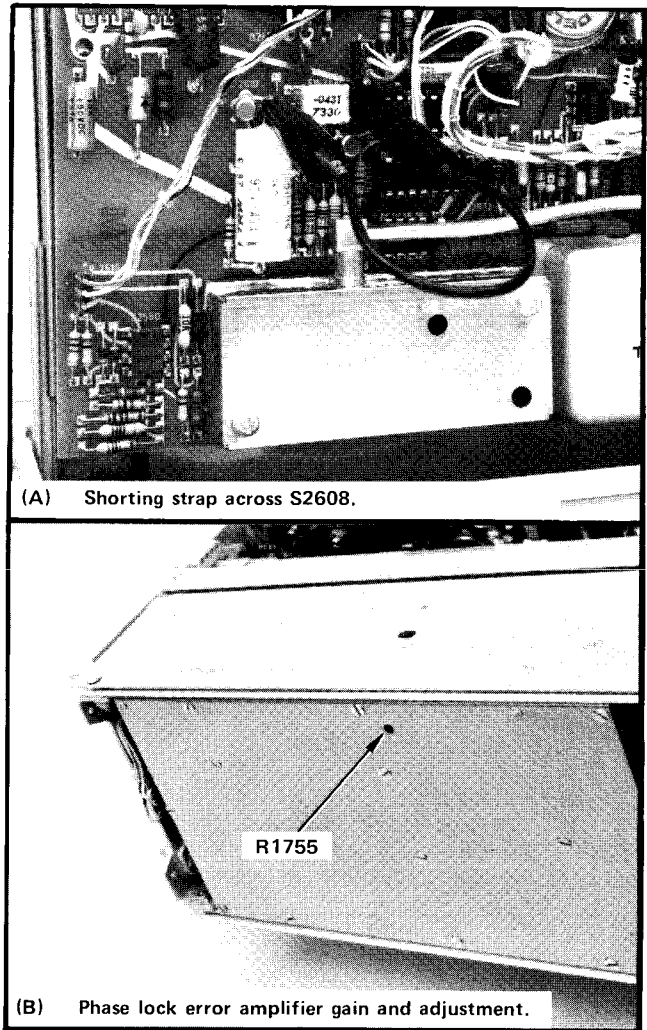 -0431
7330
(A) Shorting strap across S2608.
R1755
(B) Phase lock error amplifier gain and adjustment.